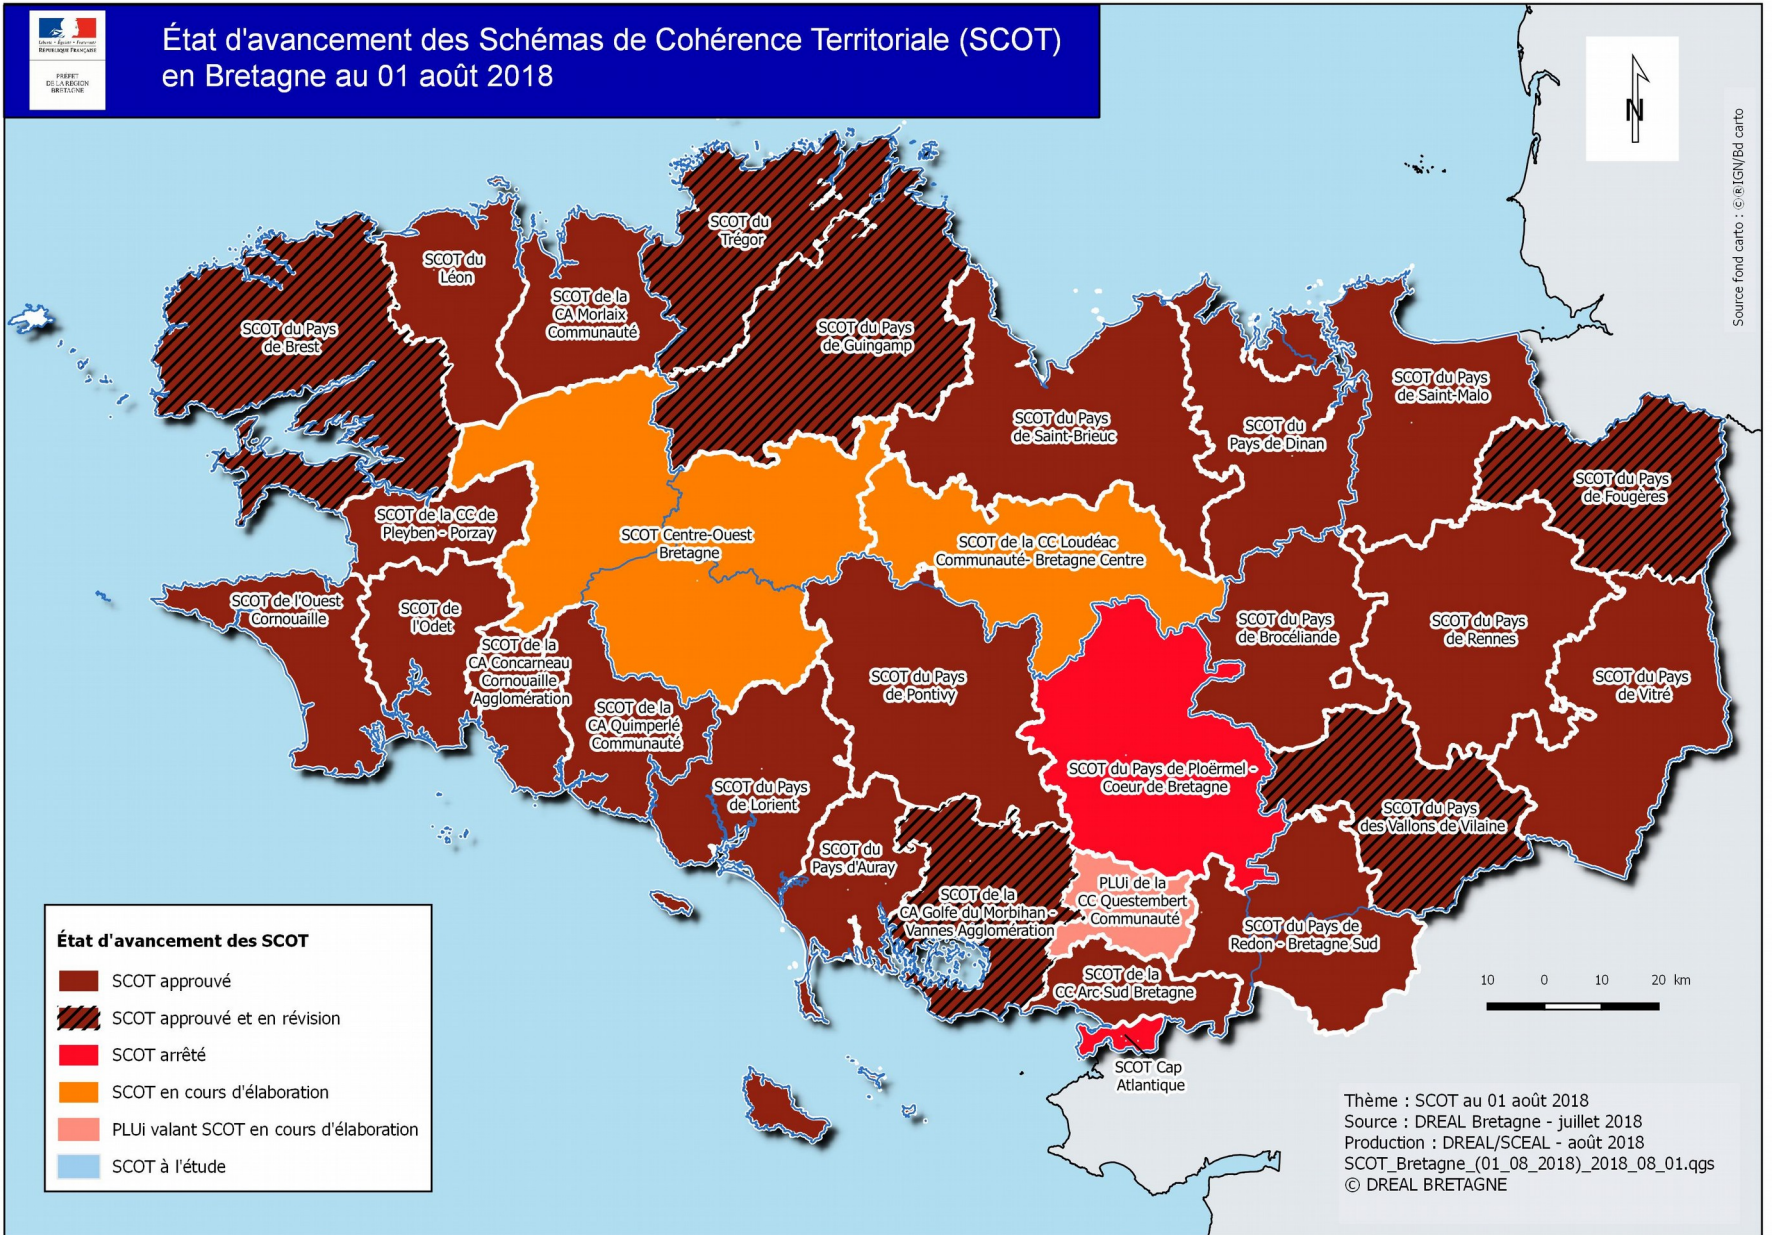 État d'avancement des Schémas de Cohérence Territoriale (SCOT)
en Bretagne au 01 août 2018
Liberté • Égalité • Fraternité
RÉPUBLIQUE FRANÇAISE
PRÉFET
DE LA RÉGION
BRETAGNE
N
Source fond carto : ©®IGN/Bd carto
SCOT du
Trégor
SCOT du
Léon
SCOT de la
CA Morlaix
Communauté
SCOT du Pays
de Brest
SCOT du Pays
de Guingamp
SCOT du Pays
de Saint-Malo
SCOT du Pays
de Saint-Brieuc
SCOT du
Pays de Dinan
SCOT du Pays
de Fougères
SCOT de la CC de
Pleyben - Porzay
SCOT Centre-Ouest
Bretagne
SCOT de la CC Loudéac
Communauté- Bretagne Centre
SCOT de l'Ouest
Cornouaille
SCOT de
l'Odet
SCOT du Pays
de Brocéliande
SCOT du Pays
de Rennes
SCOT de la
CA Concarneau
Cornouaille
Agglomération
SCOT du Pays
de Pontivy
SCOT du Pays
de Vitré
SCOT de la
CA Quimperlé
Communauté
SCOT du Pays de Ploërmel -
Coeur de Bretagne
SCOT du Pays
de Lorient
SCOT du Pays
des Vallons de Vilaine
SCOT du
Pays d'Auray
PLUi de la
CC Questembert
Communauté
SCOT de la
CA Golfe du Morbihan -
Vannes Agglomération
SCOT du Pays de
Redon - Bretagne Sud
SCOT de la
CC Arc Sud Bretagne
SCOT Cap
Atlantique
État d'avancement des SCOT
SCOT approuvé
SCOT approuvé et en révision
SCOT arrêté
SCOT en cours d'élaboration
PLUi valant SCOT en cours d'élaboration
SCOT à l'étude
10 0 10 20 km
Thème : SCOT au 01 août 2018
Source : DREAL Bretagne - juillet 2018
Production : DREAL/SCEAL - août 2018
SCOT_Bretagne_(01_08_2018)_2018_08_01.qgs
© DREAL BRETAGNE